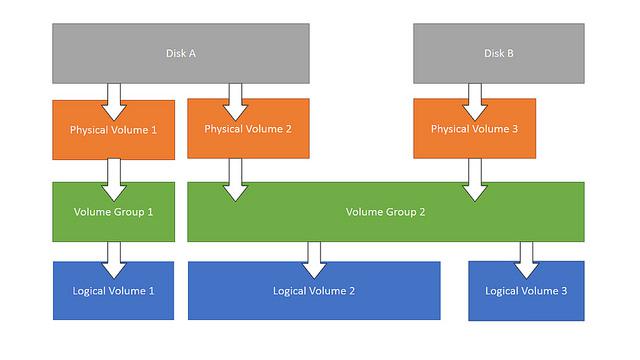 Disk A
Disk B
Physical Volume 1
Physical Volume 2
Physical Volume 3
Volume Group 1
Volume Group 2
Logical Volume 1
Logical Volume 2
Logical Volume 3